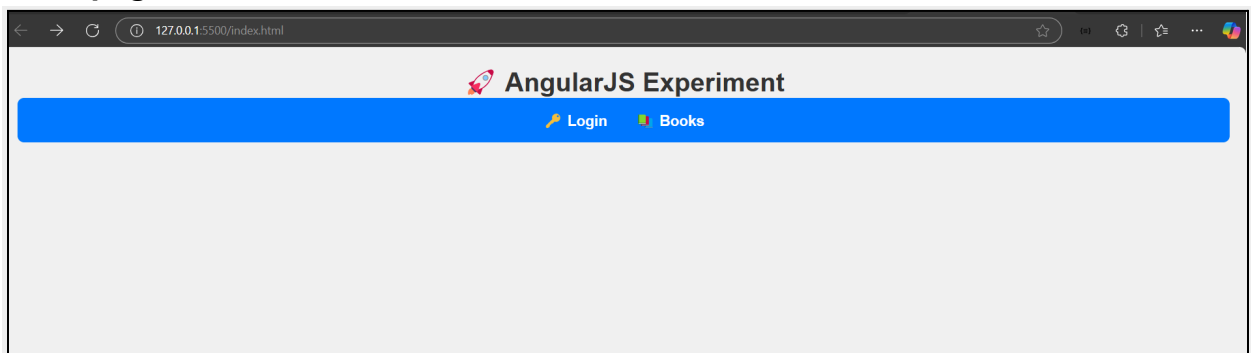 127.0.0.1:5500/index.html
🚀 AngularJS Experiment
🔑 Login 📚 Books